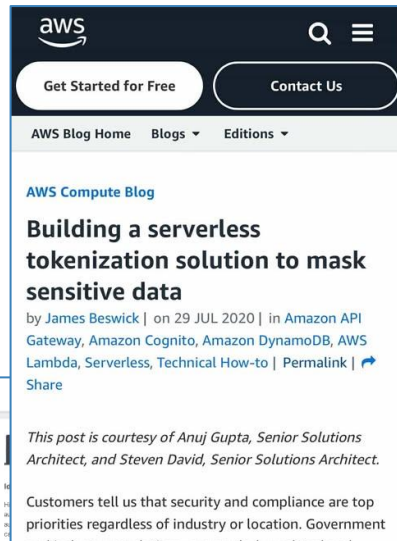 aws
Get Started for Free
Contact Us
AWS Blog Home Blogs Editions
AWS Compute Blog
Building a serverless
tokenization solution to mask
sensitive data
by James Beswick | on 29 JUL 2020 | in Amazon API
Gateway, Amazon Cognito, Amazon DynamoDB, AWS
Lambda, Serverless, Technical How-to | Permalink |
Share
This post is courtesy of Anuj Gupta, Senior Solutions
Architect, and Steven David, Senior Solutions Architect.
Customers tell us that security and compliance are top
priorities regardless of industry or location. Government